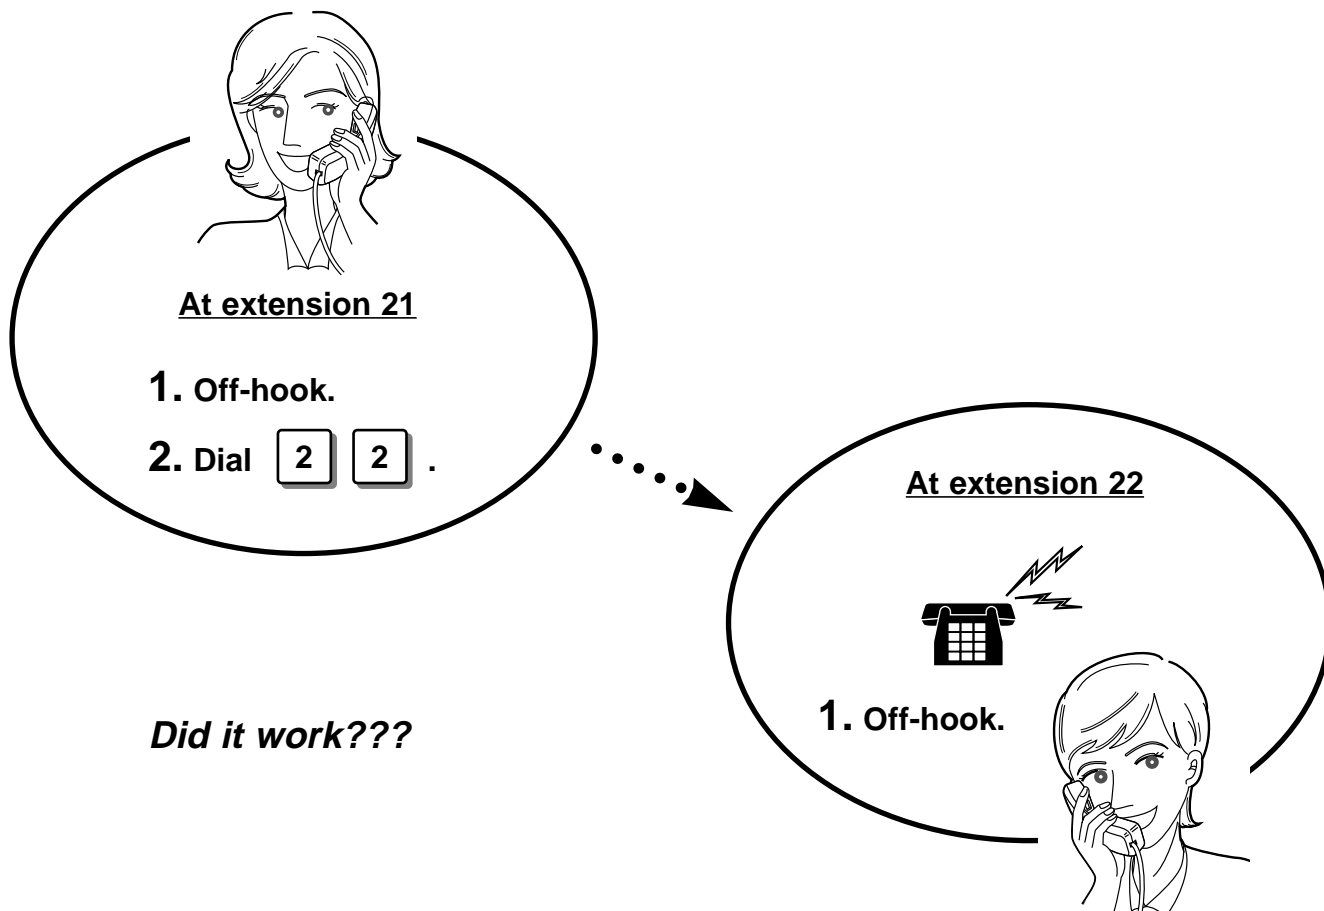 At extension 21
1. Off-hook.
2. Dial 2 2 .
At extension 22
1. Off-hook.
Did it work???